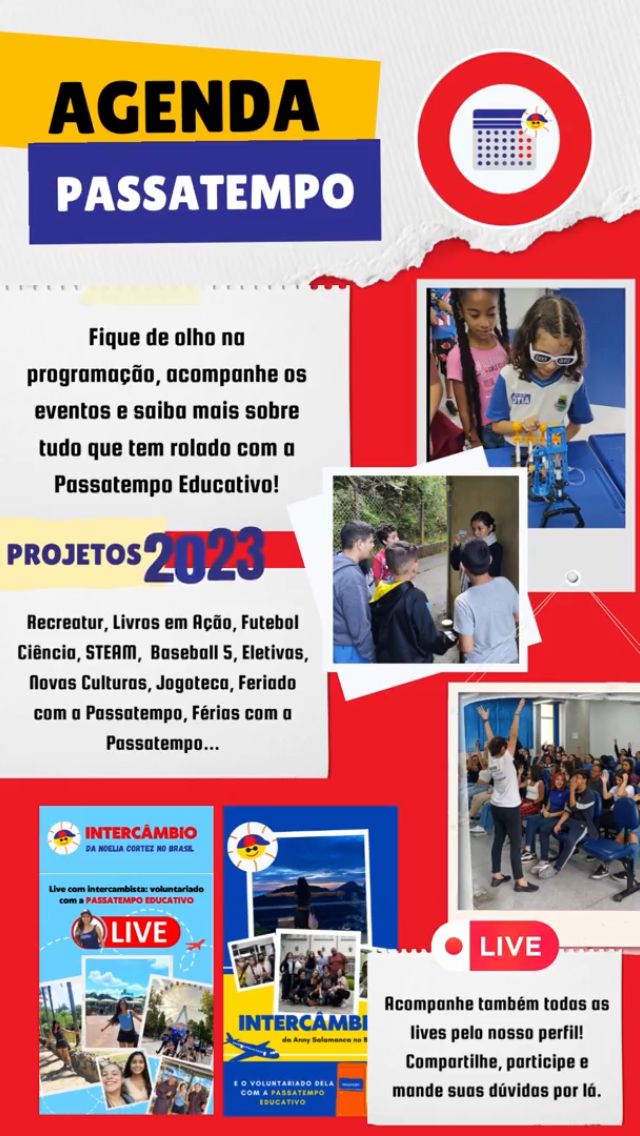 AGENDA
PASSATEMPO
Fique de olho na
programação, acompanhe os
eventos e saiba mais sobre
tudo que tem rolado com a
Passatempo Educativo!
PROJETOS 2023
Recreatur, Livros em Ação, Futebol
Ciência, STEAM, Baseball 5, Eletivas,
Novas Culturas, Jogoteca, Feriado
com a Passatempo, Férias com a
Passatempo...
INTERCÂMBIO
DA NOELIA CORTEZ NO BRASIL
Live com intercambista: voluntariado
com a PASSATEMPO EDUCATIVO
LIVE
INTERCÂMBI
da Anny Salamanca no B
E O VOLUNTARIADO DELA
COM A PASSATEMPO
EDUCATIVO
LIVE
Acompanhe também todas as
lives pelo nosso perfil!
Compartilhe, participe e
mande suas dúvidas por lá.